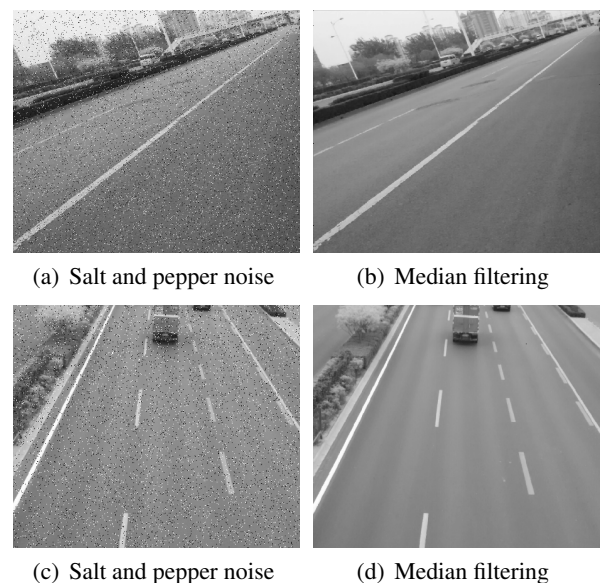 (a) Salt and pepper noise
(b) Median filtering
(c) Salt and pepper noise
(d) Median filtering